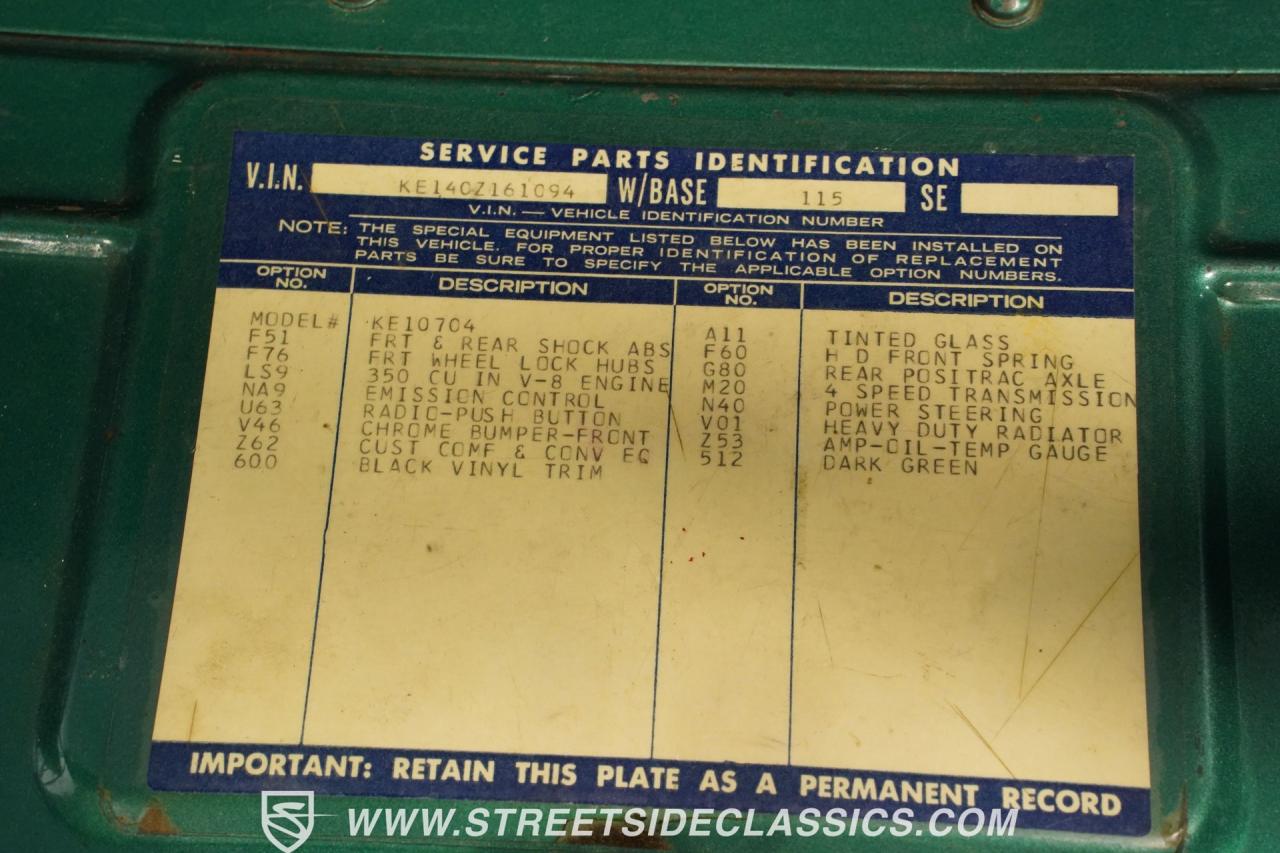 SERVICE PARTS IDENTIFICATION
V.I.N. KE140Z161094 W/BASE 115 SE
V.I.N. — VEHICLE IDENTIFICATION NUMBER
NOTE: THE SPECIAL EQUIPMENT LISTED BELOW HAS BEEN INSTALLED ON
THIS VEHICLE. FOR PROPER IDENTIFICATION OF REPLACEMENT
PARTS BE SURE TO SPECIFY THE APPLICABLE OPTION NUMBERS.
OPTION NO. DESCRIPTION OPTION NO. DESCRIPTION
MODEL# KE10704 A11 TINTED GLASS
F51 FRT & REAR SHOCK ABS F60 H D FRONT SPRING
F76 FRT WHEEL LOCK HUBS G80 REAR POSITRAC AXLE
LS9 350 CU IN V-8 ENGINE M20 4 SPEED TRANSMISSION
NA9 EMISSION CONTROL N40 POWER STEERING
U63 RADIO-PUSH BUTTON V01 HEAVY DUTY RADIATOR
V46 CHROME BUMPER-FRONT Z53 AMP-OIL-TEMP GAUGE
Z62 CUST COMF & CONV EQ 512 DARK GREEN
600 BLACK VINYL TRIM
IMPORTANT: RETAIN THIS PLATE AS A PERMANENT RECORD
WWW.STREETSIDECLASSICS.COM